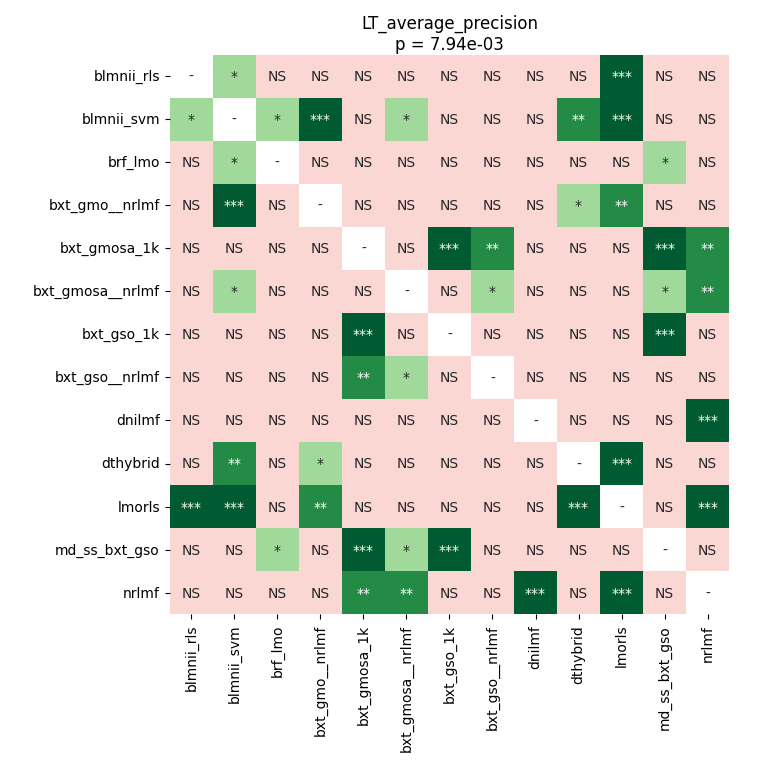 LT_average_precision
p = 7.94e-03
blmnii_rls - * NS NS NS NS NS NS NS NS *** NS NS
blmnii_svm * - * *** NS * NS NS NS ** *** NS NS
brf_lmo NS * - NS NS NS NS NS NS NS NS * NS
bxt_gmo__nrlmf NS *** NS - NS NS NS NS NS * ** NS NS
bxt_gmosa_1k NS NS NS NS - NS *** ** NS NS NS *** **
bxt_gmosa__nrlmf NS * NS NS NS - NS * NS NS NS * **
bxt_gso_1k NS NS NS NS *** NS - NS NS NS NS *** NS
bxt_gso__nrlmf NS NS NS NS ** * NS - NS NS NS NS NS
dnilmf NS NS NS NS NS NS NS NS - NS NS NS ***
dthybrid NS ** NS * NS NS NS NS NS - *** NS NS
lmorls *** *** NS ** NS NS NS NS NS *** - NS ***
md_ss_bxt_gso NS NS * NS *** * *** NS NS NS NS - NS
nrlmf NS NS NS NS ** ** NS NS *** NS *** NS -
blmnii_rls blmnii_svm brf_lmo bxt_gmo__nrlmf bxt_gmosa_1k bxt_gmosa__nrlmf bxt_gso_1k bxt_gso__nrlmf dnilmf dthybrid lmorls md_ss_bxt_gso nrlmf